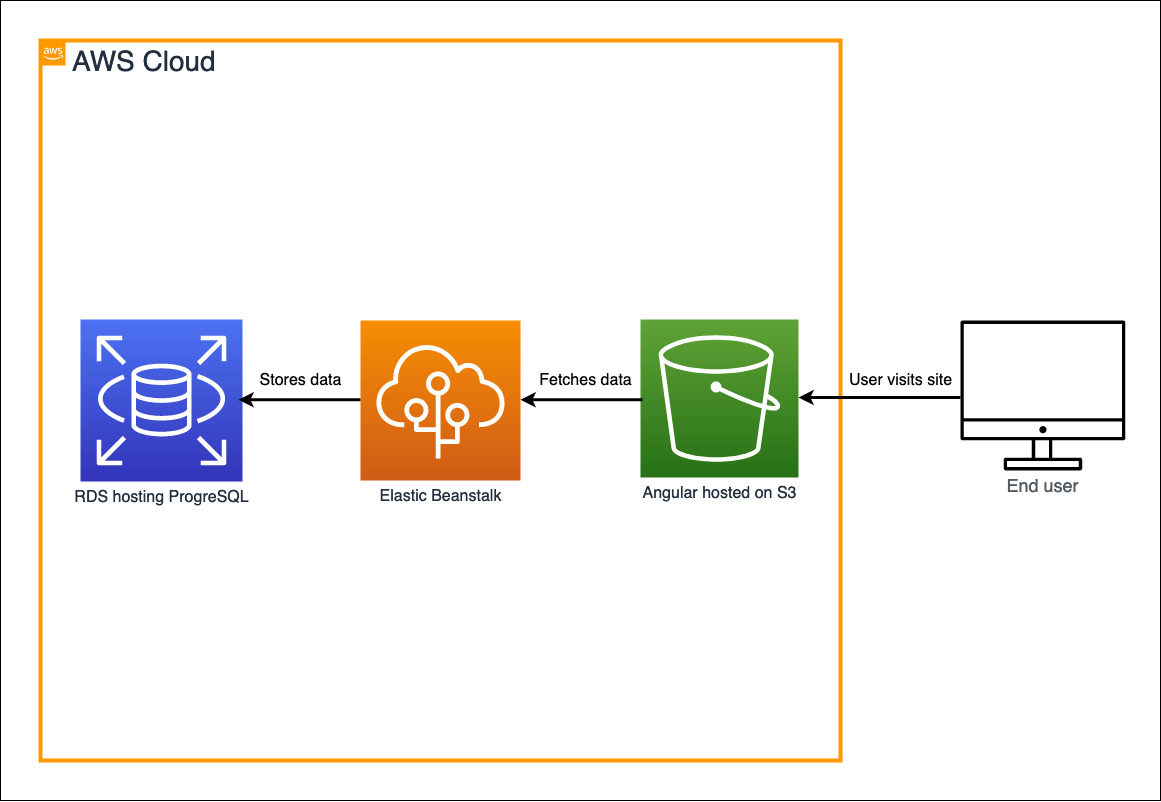 aws
AWS Cloud
Stores data
Fetches data
User visits site
RDS hosting ProgreSQL
Elastic Beanstalk
Angular hosted on S3
End user